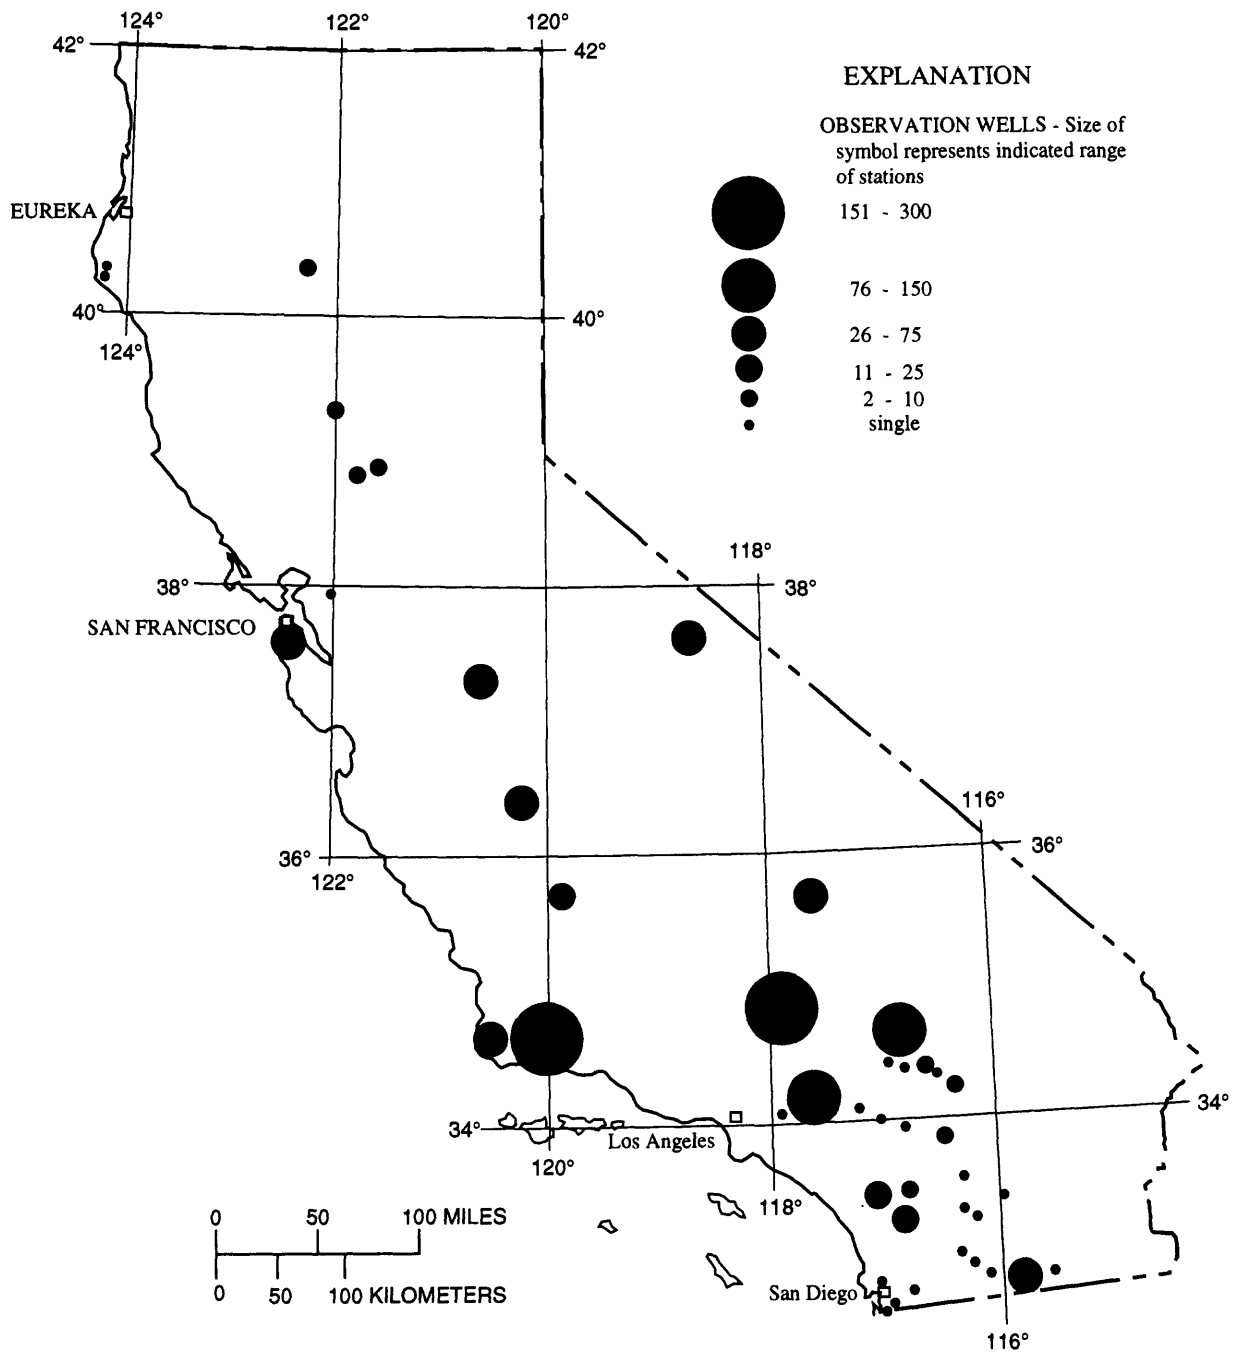 124° 122° 120°
42° 42°
EXPLANATION
OBSERVATION WELLS - Size of
symbol represents indicated range
of stations
151 - 300
EUREKA
76 - 150
40° 40°
26 - 75
124°
11 - 25
2 - 10
single
118°
38° 38°
SAN FRANCISCO
116°
36° 36°
122°
34° 34°
Los Angeles
120°
118°
0 50 100 MILES
San Diego
0 50 100 KILOMETERS
116°